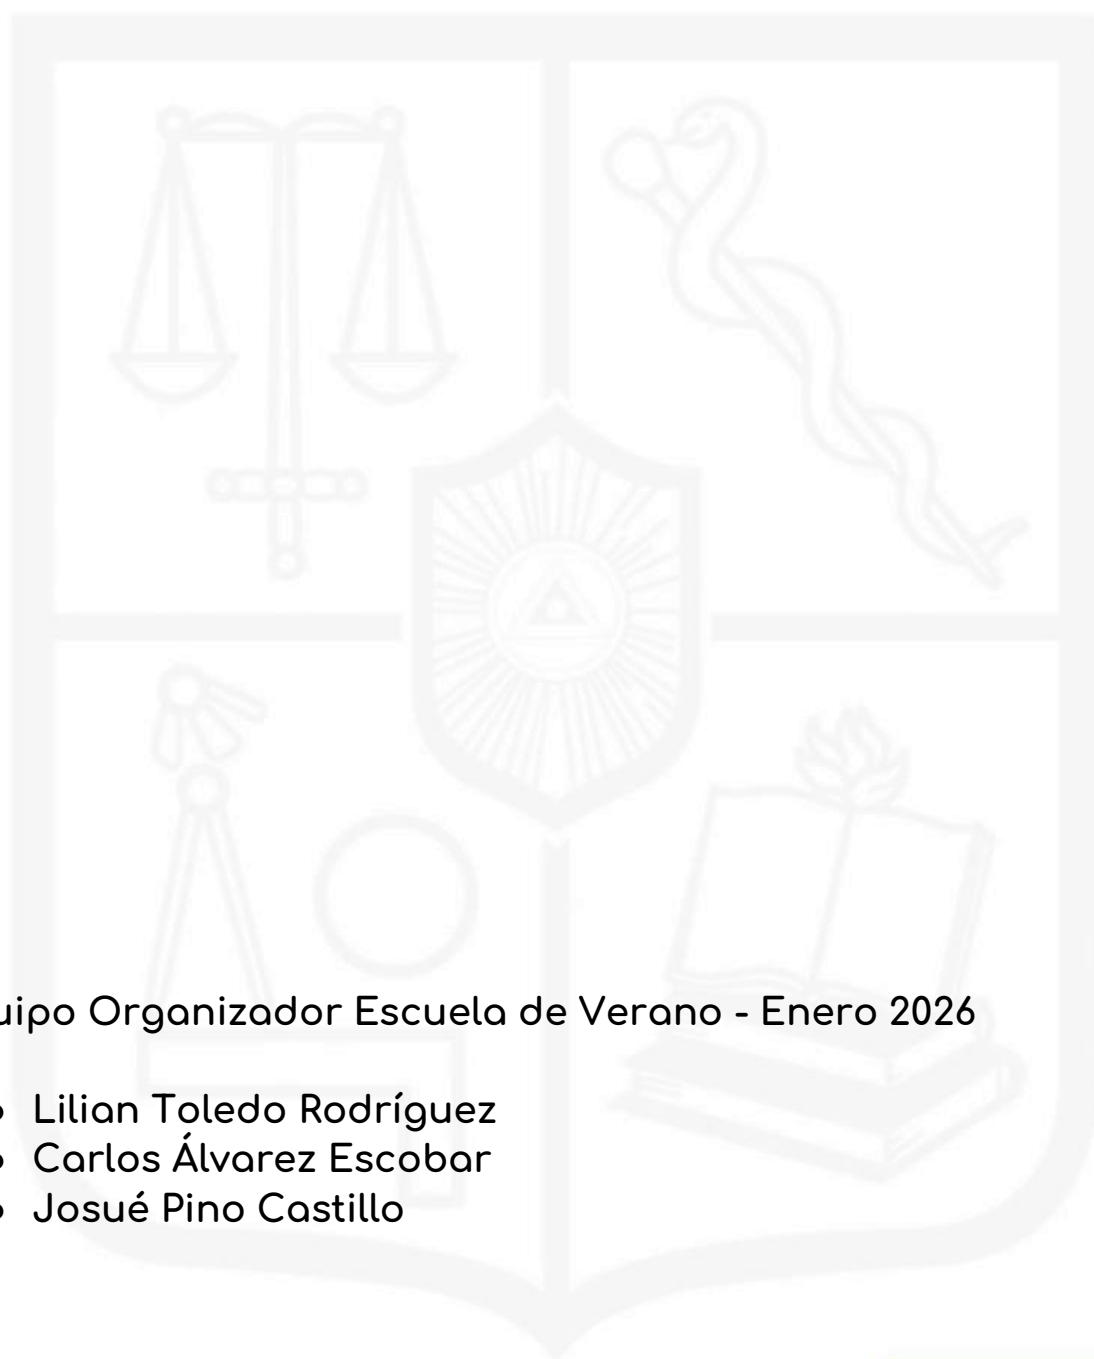 uipo Organizador Escuela de Verano - Enero 2026
Lilian Toledo Rodríguez
Carlos Álvarez Escobar
Josué Pino Castillo